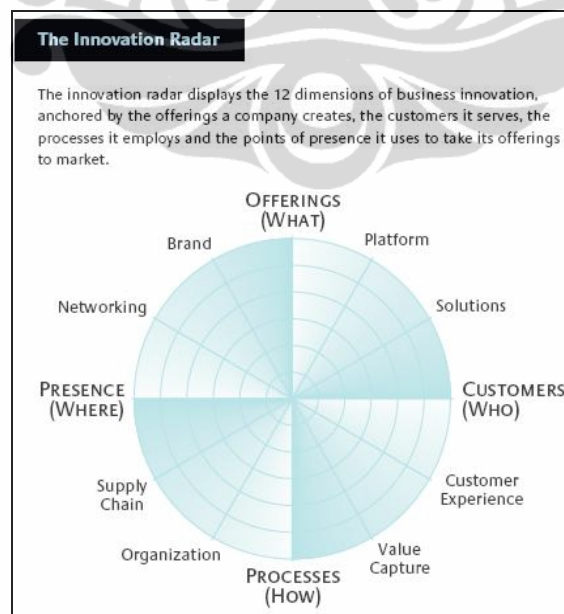 The Innovation Radar
The innovation radar displays the 12 dimensions of business innovation,
anchored by the offerings a company creates, the customers it serves, the
processes it employs and the points of presence it uses to take its offerings
to market.
OFFERINGS
(WHAT)
Brand
Platform
Networking
Solutions
PRESENCE
(WHERE)
CUSTOMERS
(WHO)
Supply
Chain
Customer
Experience
Organization
Value
Capture
PROCESSES
(HOW)